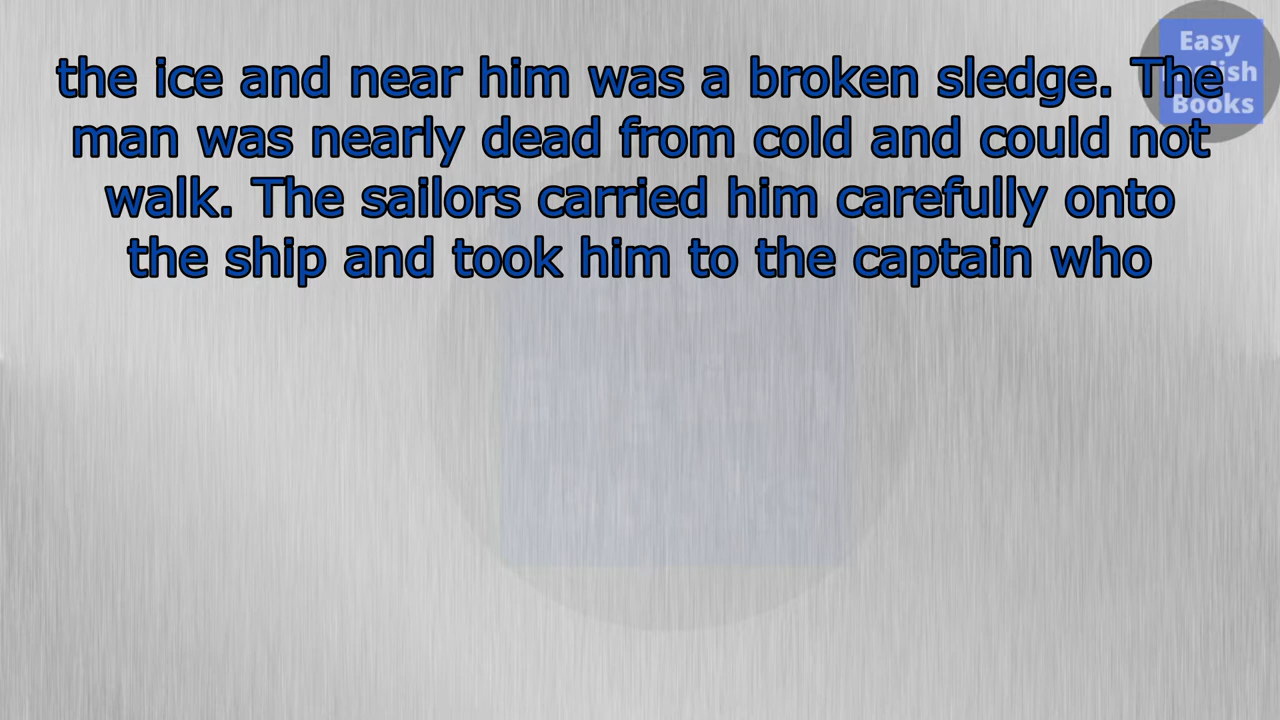 the ice and near him was a broken sledge. The
man was nearly dead from cold and could not
walk. The sailors carried him carefully onto
the ship and took him to the captain who
Easy
Books